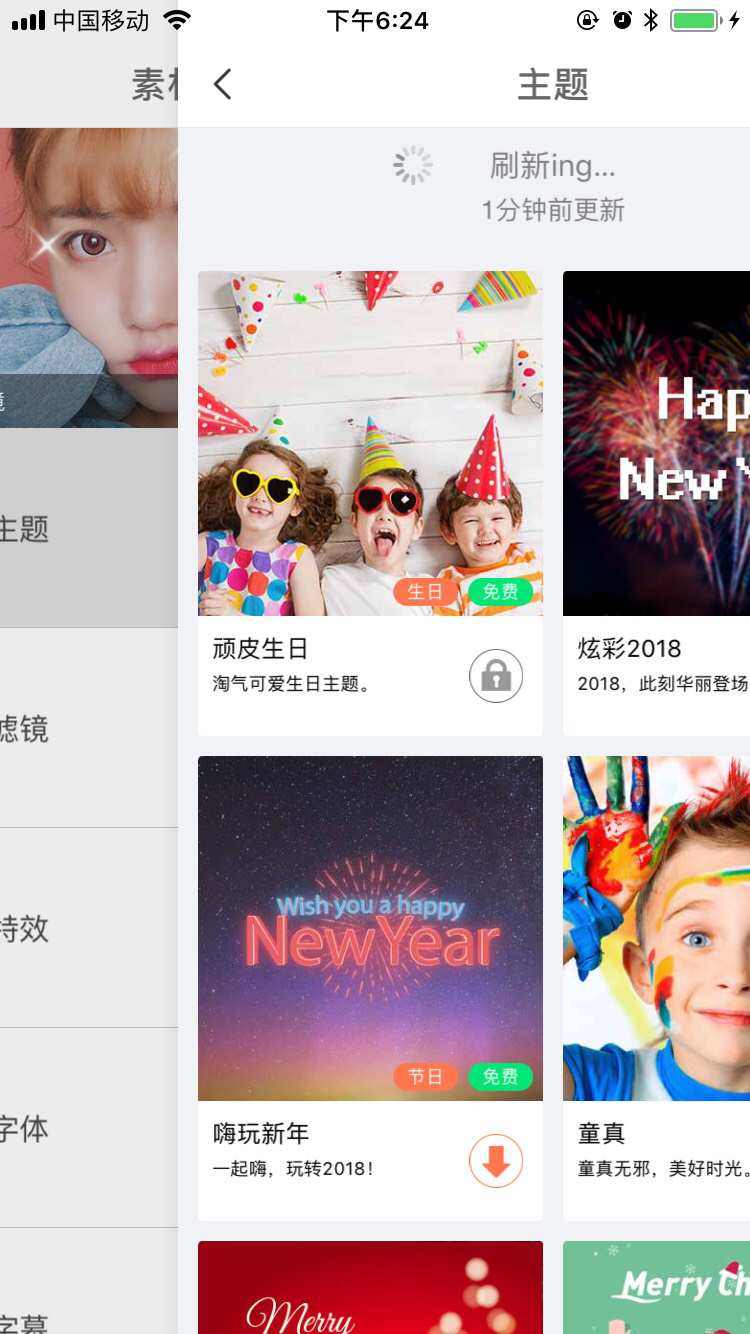 中国移动
下午6:24
素材
主题
刷新ing...
1分钟前更新
镜
主题
滤镜
特效
字体
字幕
生日
免费
顽皮生日
淘气可爱生日主题。
Hap
New Y
炫彩2018
2018，此刻华丽登场
Wish you a happy
NewYear
节日
免费
嗨玩新年
一起嗨，玩转2018！
童真
童真无邪，美好时光。
Merry
Merry Ch